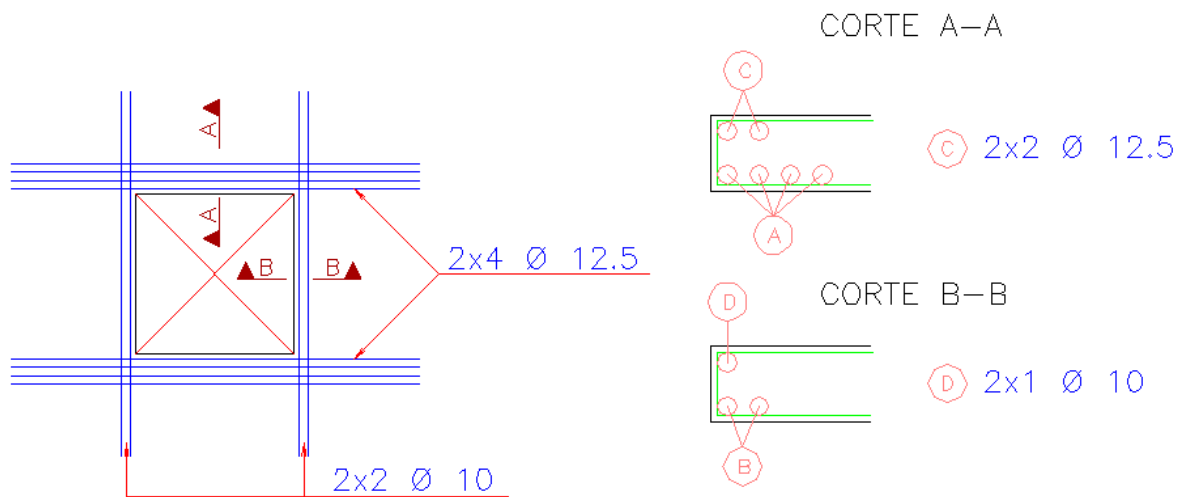 A
A
B
B
2x4 Ø 12.5
2x2 Ø 10
CORTE A-A
C
A
C 2x2 Ø 12.5
CORTE B-B
D
B
D 2x1 Ø 10